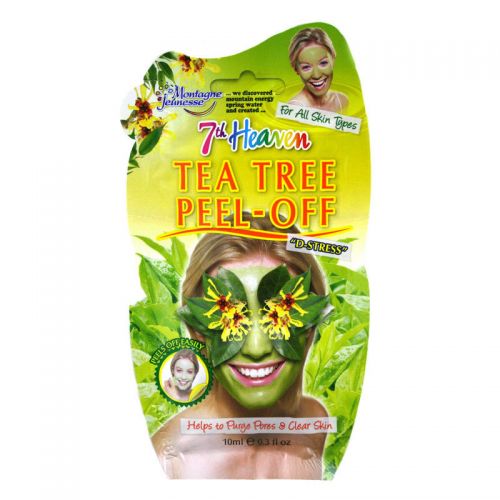 Montagne
Jeunesse
... we discovered
mountain energy
spring water
and created ...
For All Skin Types
7th Heaven
TEA TREE
PEEL-OFF
"D-STRESS"
PEELS OFF EASILY
Helps to Purge Pores & Clear Skin
10ml e 0.3 fl oz